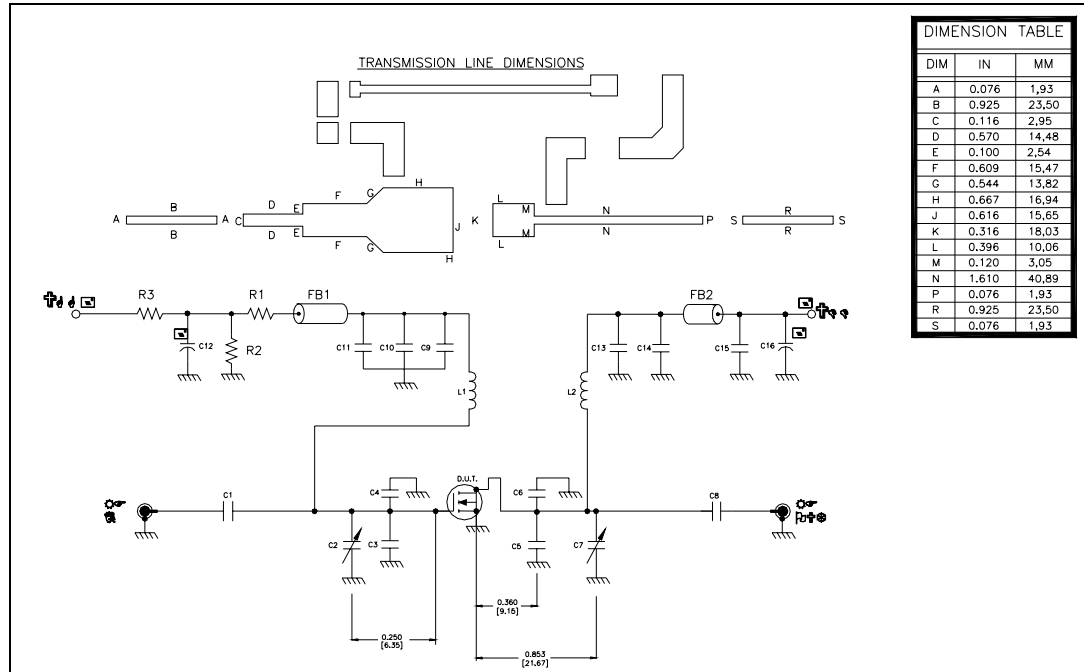 TRANSMISSION LINE DIMENSIONS
DIMENSION TABLE
DIM IN MM
A 0.076 1,93
B 0.925 23,50
C 0.116 2,95
D 0.570 14,48
E 0.100 2,54
F 0.609 15,47
G 0.544 13,82
H 0.667 16,94
J 0.616 15,65
K 0.316 18,03
L 0.396 10,06
M 0.120 3,05
N 1.610 40,89
P 0.076 1,93
R 0.925 23,50
S 0.076 1,93
H
F G L
D E M N R
B K
A A C J P S S
B
D E M N R
F G L
H
R3 R1 FB1 FB2
C12 R2 C11 C10 C9 C13 C14 C15 C16
L1 L2
D.U.T.
C1 C4 C6 C8
C2 C3 C5 C7
0.360
[9.15]
0.250
[6.35]
0.853
[21.67]